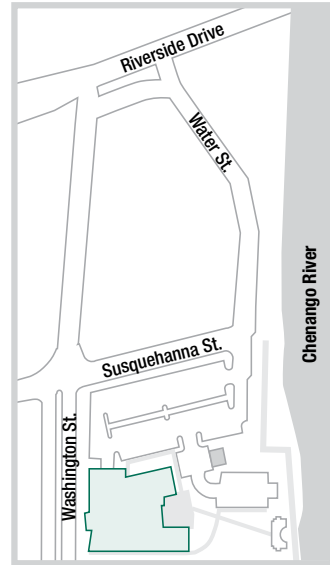 Riverside Drive
Water St.
Chenango River
Susquehanna St.
Washington St.